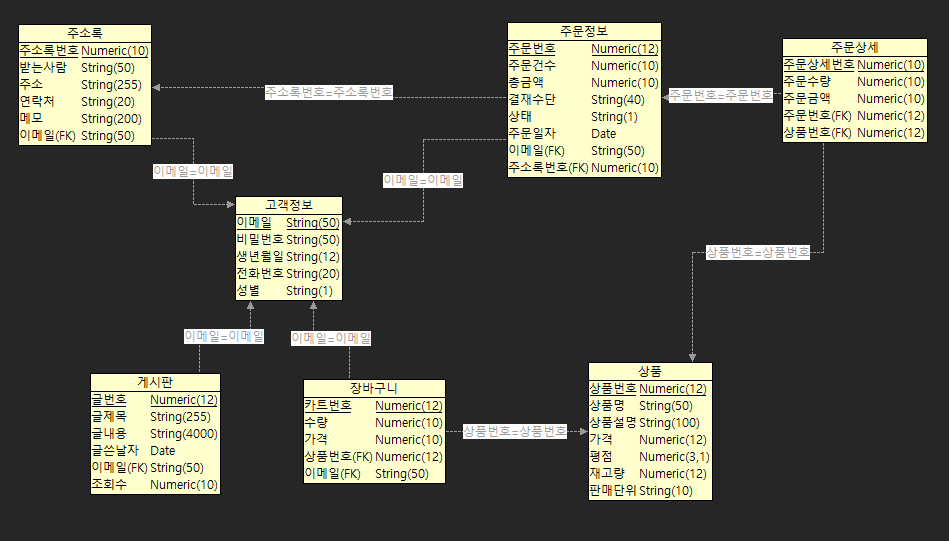 주소록
주소록번호 Numeric(10)
받는사람 String(50)
주소 String(255)
연락처 String(20)
메모 String(200)
이메일(FK) String(50)
주소록번호=주소록번호
주문정보
주문번호 Numeric(12)
주문건수 Numeric(10)
총금액 Numeric(10)
결재수단 String(40)
상태 String(1)
주문일자 Date
이메일(FK) String(50)
주소록번호(FK) Numeric(10)
주문번호=주문번호
주문상세
주문상세번호 Numeric(10)
주문수량 Numeric(10)
주문금액 Numeric(10)
주문번호(FK) Numeric(12)
상품번호(FK) Numeric(12)
이메일=이메일
이메일=이메일
고객정보
이메일 String(50)
비밀번호 String(50)
생년월일 String(12)
전화번호 String(20)
성별 String(1)
상품번호=상품번호
이메일=이메일
이메일=이메일
게시판
글번호 Numeric(12)
글제목 String(255)
글내용 String(4000)
글쓴날자 Date
이메일(FK) String(50)
조회수 Numeric(10)
장바구니
카트번호 Numeric(12)
수량 Numeric(10)
가격 Numeric(10)
상품번호(FK) Numeric(12)
이메일(FK) String(50)
상품번호=상품번호
상품
상품번호 Numeric(12)
상품명 String(50)
상품설명 String(100)
가격 Numeric(12)
평점 Numeric(3,1)
재고량 Numeric(12)
판매단위 String(10)